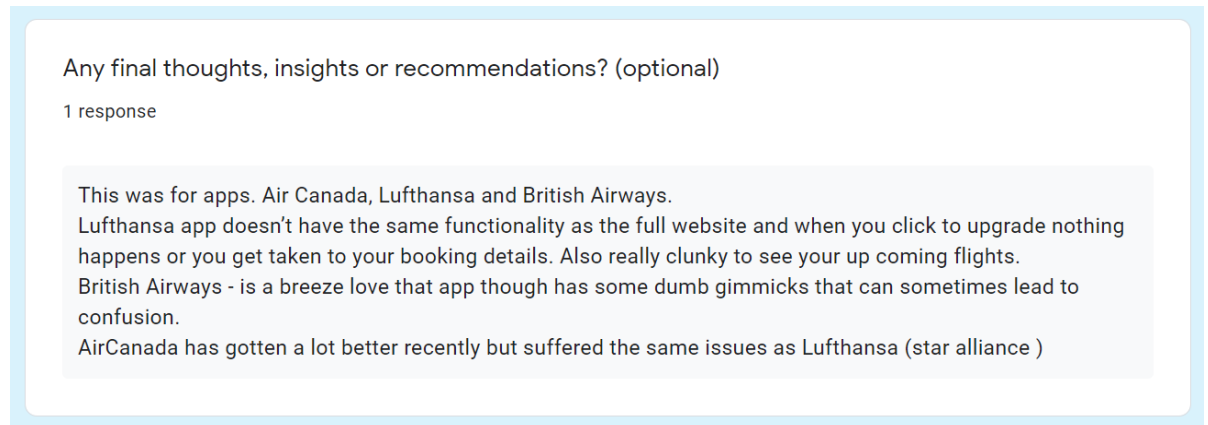 Any final thoughts, insights or recommendations? (optional)
1 response
This was for apps. Air Canada, Lufthansa and British Airways.
Lufthansa app doesn’t have the same functionality as the full website and when you click to upgrade nothing
happens or you get taken to your booking details. Also really clunky to see your up coming flights.
British Airways - is a breeze love that app though has some dumb gimmicks that can sometimes lead to
confusion.
AirCanada has gotten a lot better recently but suffered the same issues as Lufthansa (star alliance )